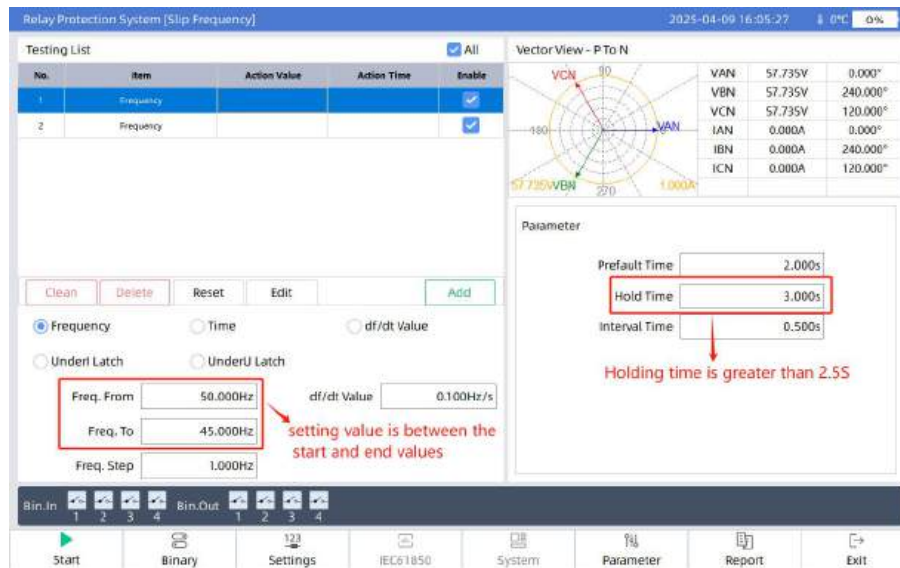 Relay Protection System [Slip Frequency] 2025-04-09 16:05:27 0°C 0%
Testing List All
No. Item Action Value Action Time Enable
1 Frequency
2 Frequency
Clean Delete Reset Edit Add
Frequency Time df/dt Value
UnderI Latch UnderU Latch
Freq. From 50.000Hz df/dt Value 0.100Hz/s
Freq. To 45.000Hz
setting value is between the
start and end values
Freq. Step 1.000Hz
Vector View - P To N
VCN 90
180 VAN
57.735V VBN 270 1.000A
VAN 57.735V 0.000°
VBN 57.735V 240.000°
VCN 57.735V 120.000°
IAN 0.000A 0.000°
IBN 0.000A 240.000°
ICN 0.000A 120.000°
Parameter
Prefault Time 2.000s
Hold Time 3.000s
Interval Time 0.500s
Holding time is greater than 2.5S
Bin.In 1 2 3 4 Bin.Out 1 2 3 4
123
Start Binary Settings IEC61850 System Parameter Report Exit